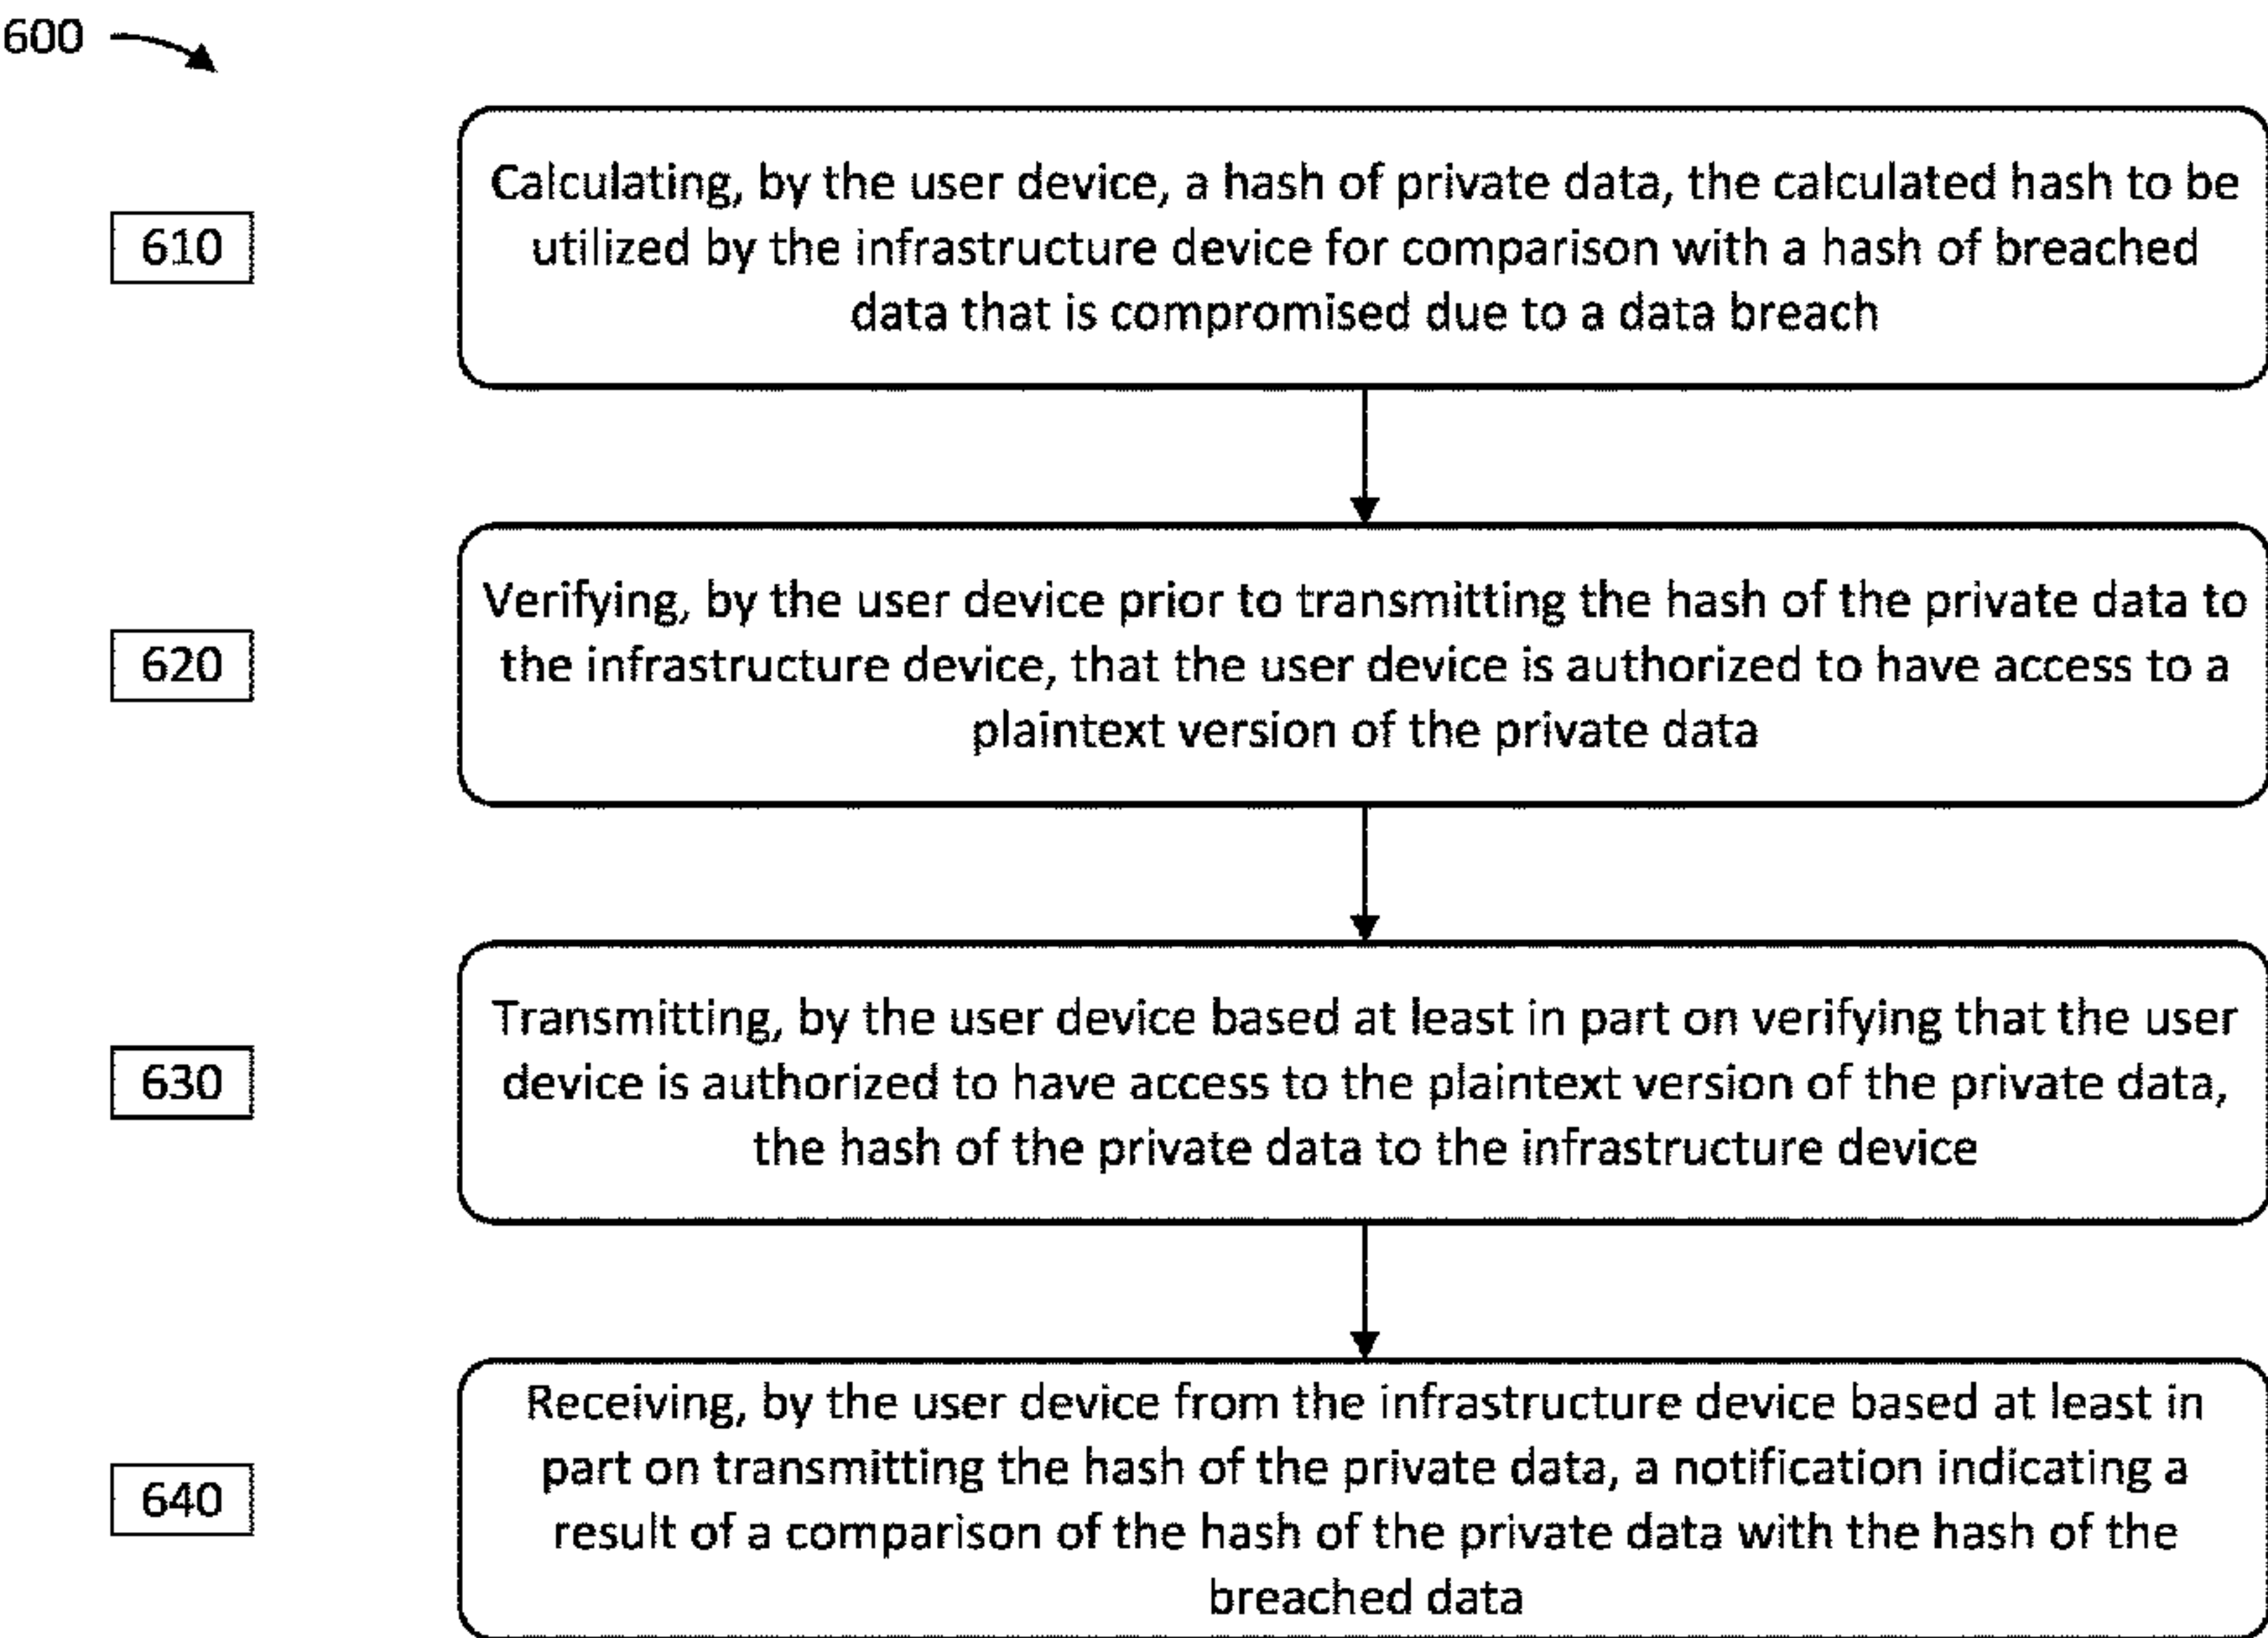 600
610
Calculating, by the user device, a hash of private data, the calculated hash to be
utilized by the infrastructure device for comparison with a hash of breached
data that is compromised due to a data breach
620
Verifying, by the user device prior to transmitting the hash of the private data to
the infrastructure device, that the user device is authorized to have access to a
plaintext version of the private data
630
Transmitting, by the user device based at least in part on verifying that the user
device is authorized to have access to the plaintext version of the private data,
the hash of the private data to the infrastructure device
640
Receiving, by the user device from the infrastructure device based at least in
part on transmitting the hash of the private data, a notification indicating a
result of a comparison of the hash of the private data with the hash of the
breached data